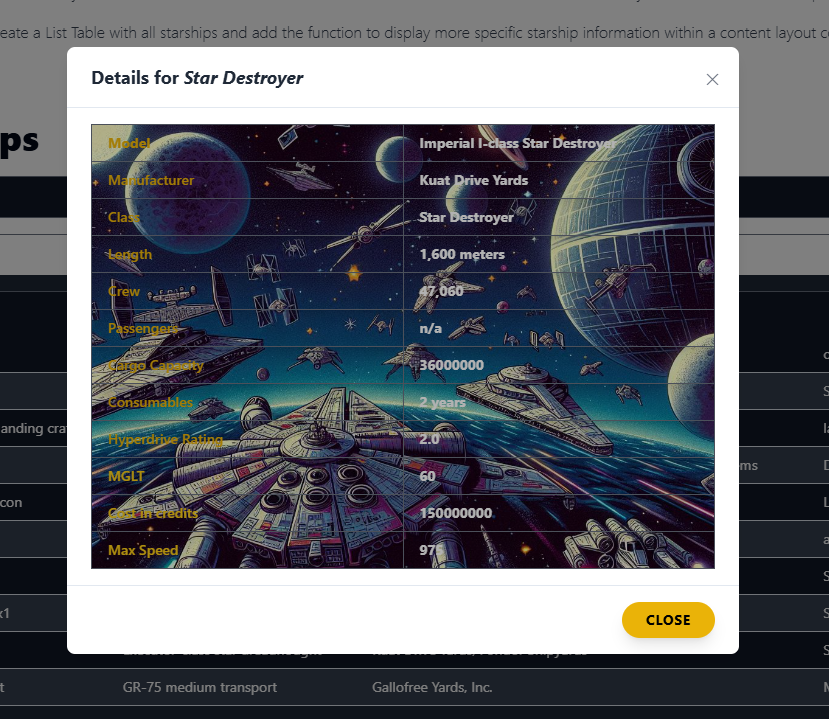 eate a List Table with all starships and add the function to display more specific starship information within a content layout c
ps
Details for Star Destroyer
Model Imperial I-class Star Destroyer
Manufacturer Kuat Drive Yards
Class Star Destroyer
Length 1,600 meters
Crew 47,060
Passengers n/a
Cargo Capacity 36000000
Consumables 2 years
Hyperdrive Rating 2.0
MGLT 60
Cost in credits 150000000
Max Speed 975
CLOSE
anding cra
ms
con
x1
t GR-75 medium transport Gallofree Yards, Inc.